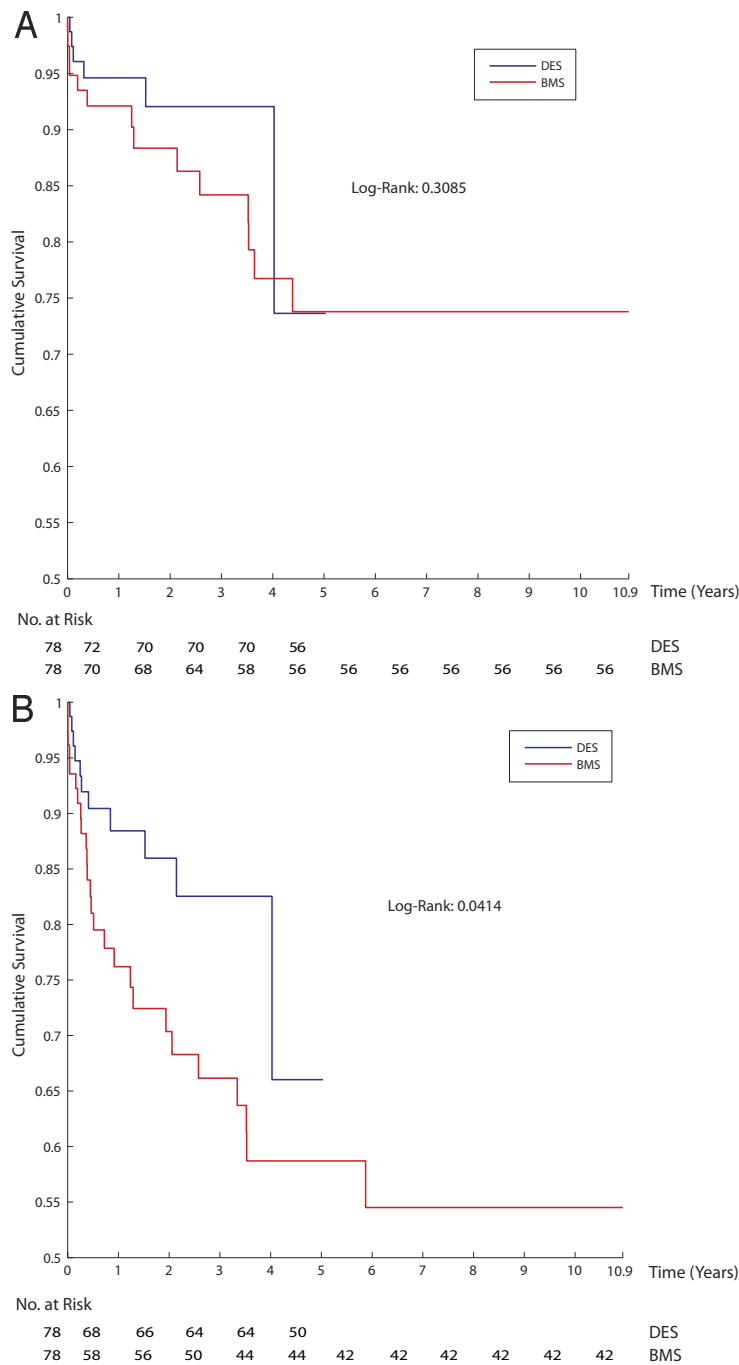 A
1
0.95
0.9
0.85
0.8
0.75
0.7
0.65
0.6
0.55
0.5
Cumulative Survival
DES
BMS
Log-Rank: 0.3085
0 1 2 3 4 5 6 7 8 9 10 10.9 Time (Years)
No. at Risk
78 72 70 70 70 56 DES
78 70 68 64 58 56 56 56 56 56 56 56 BMS
B
1
0.95
0.9
0.85
0.8
0.75
0.7
0.65
0.6
0.55
0.5
Cumulative Survival
DES
BMS
Log-Rank: 0.0414
0 1 2 3 4 5 6 7 8 9 10 10.9 Time (Years)
No. at Risk
78 68 66 64 64 50 DES
78 58 56 50 44 44 42 42 42 42 42 42 BMS